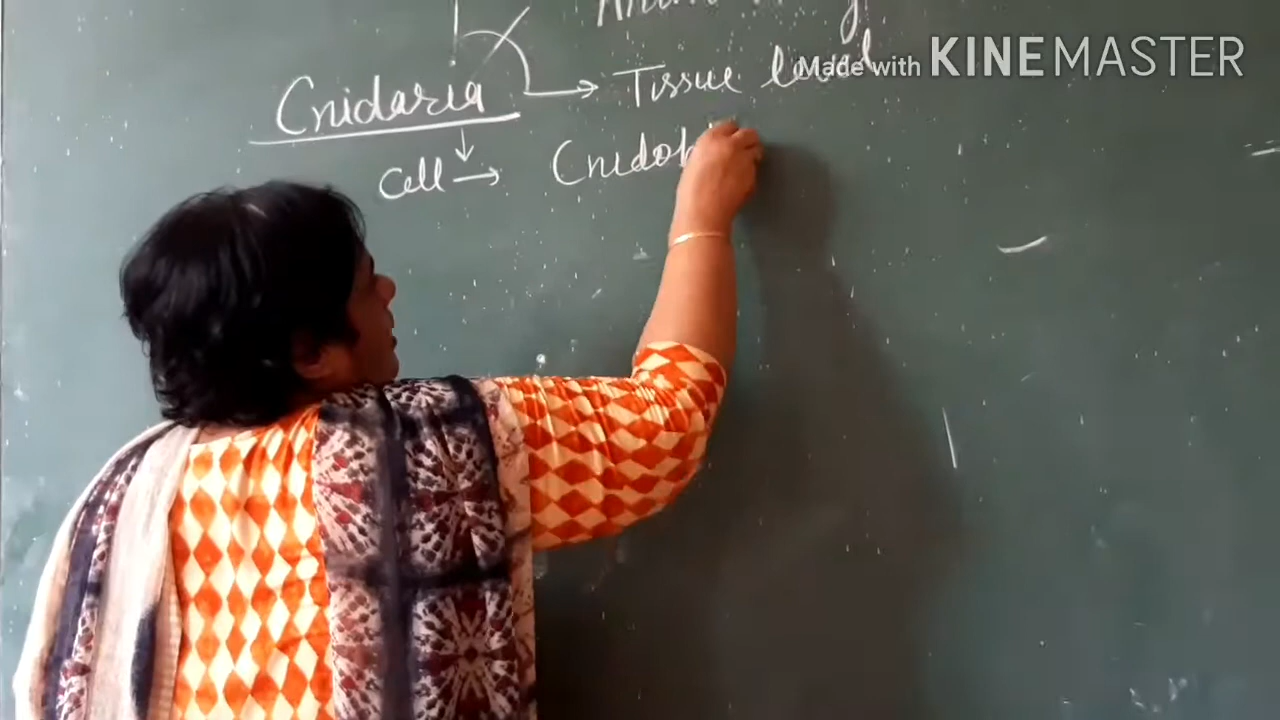 Made with KINEMASTER
Cnidaria → Tissue level
Cell → Cnidob